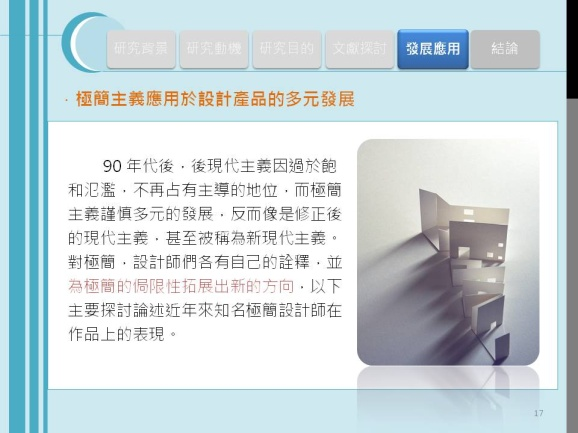 研究背景 研究動機 研究目的 文獻探討 發展應用 結論
．極簡主義應用於設計產品的多元發展
90 年代後，後現代主義因過於飽
和氾濫，不再占有主導的地位，而極簡
主義謹慎多元的發展，反而像是修正後
的現代主義，甚至被稱為新現代主義。
對極簡，設計師們各有自己的詮釋，並
為極簡的侷限性拓展出新的方向，以下
主要探討論述近年來知名極簡設計師在
作品上的表現。
17